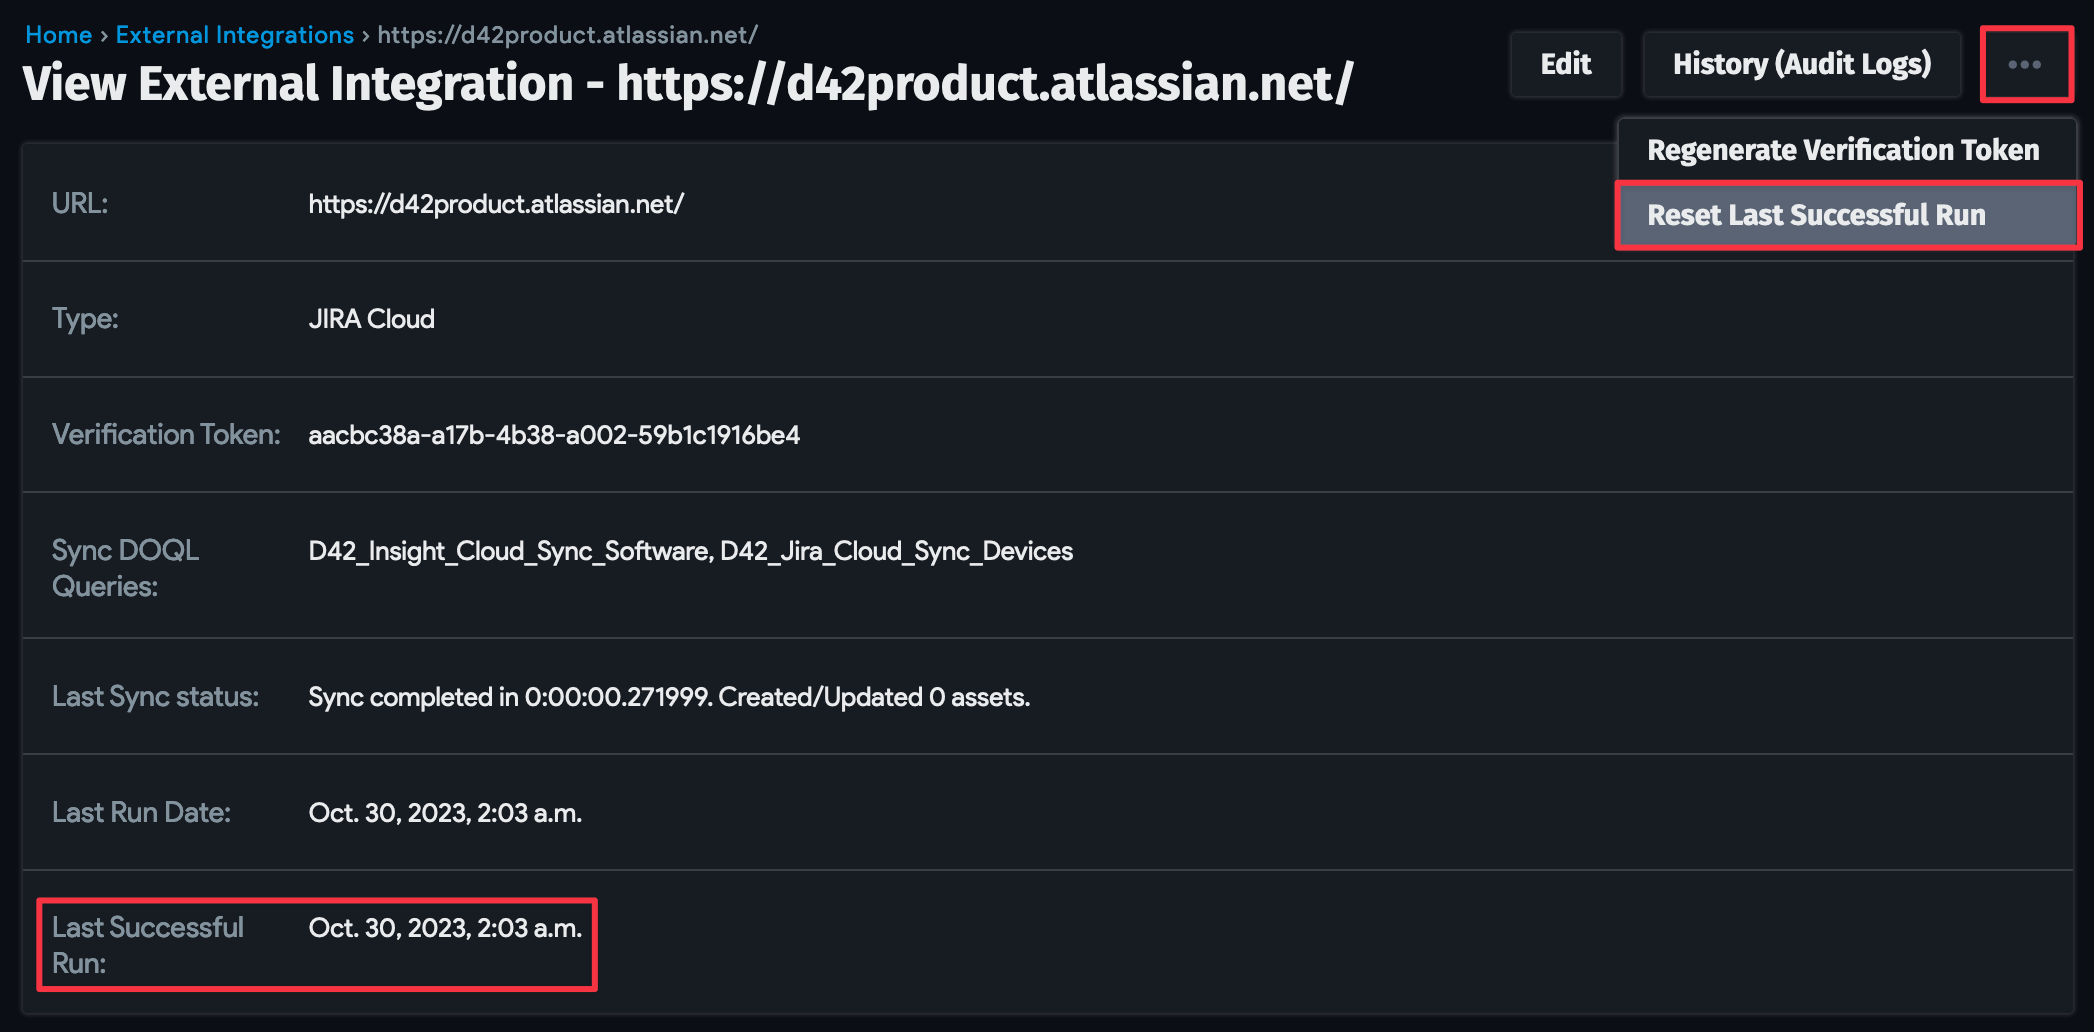 Home › External Integrations › https://d42product.atlassian.net/
View External Integration - https://d42product.atlassian.net/
Edit
History (Audit Logs)
•••
Regenerate Verification Token
Reset Last Successful Run
URL: https://d42product.atlassian.net/
Type: JIRA Cloud
Verification Token: aacbc38a-a17b-4b38-a002-59b1c1916be4
Sync DOQL D42_Insight_Cloud_Sync_Software, D42_Jira_Cloud_Sync_Devices
Queries:
Last Sync status: Sync completed in 0:00:00.271999. Created/Updated 0 assets.
Last Run Date: Oct. 30, 2023, 2:03 a.m.
Last Successful Oct. 30, 2023, 2:03 a.m.
Run: